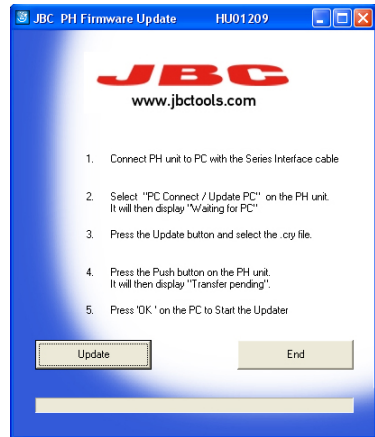 JBC PH Firmware Update HU01209
JBC
www.jbctools.com
1. Connect PH unit to PC with the Series Interface cable
2. Select "PC Connect / Update PC" on the PH unit.
It will then display "Waiting for PC"
3. Press the Update button and select the .cry file.
4. Press the Push button on the PH unit.
It will then display "Transfer pending".
5. Press 'OK ' on the PC to Start the Updater
Update End